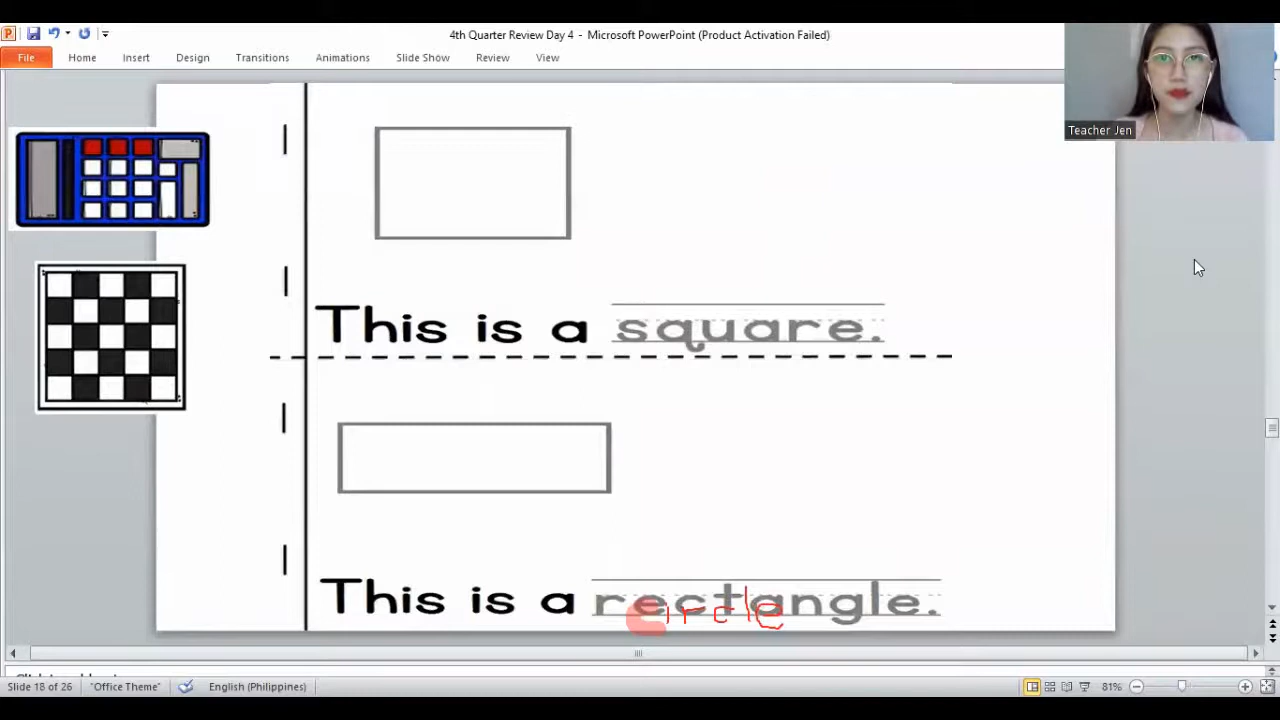 4th Quarter Review Day 4 - Microsoft PowerPoint (Product Activation Failed)
File Home Insert Design Transitions Animations Slide Show Review View
Teacher Jen
This is a square.
This is a rectangle.
circle
Slide 18 of 26 "Office Theme" English (Philippines) 81%